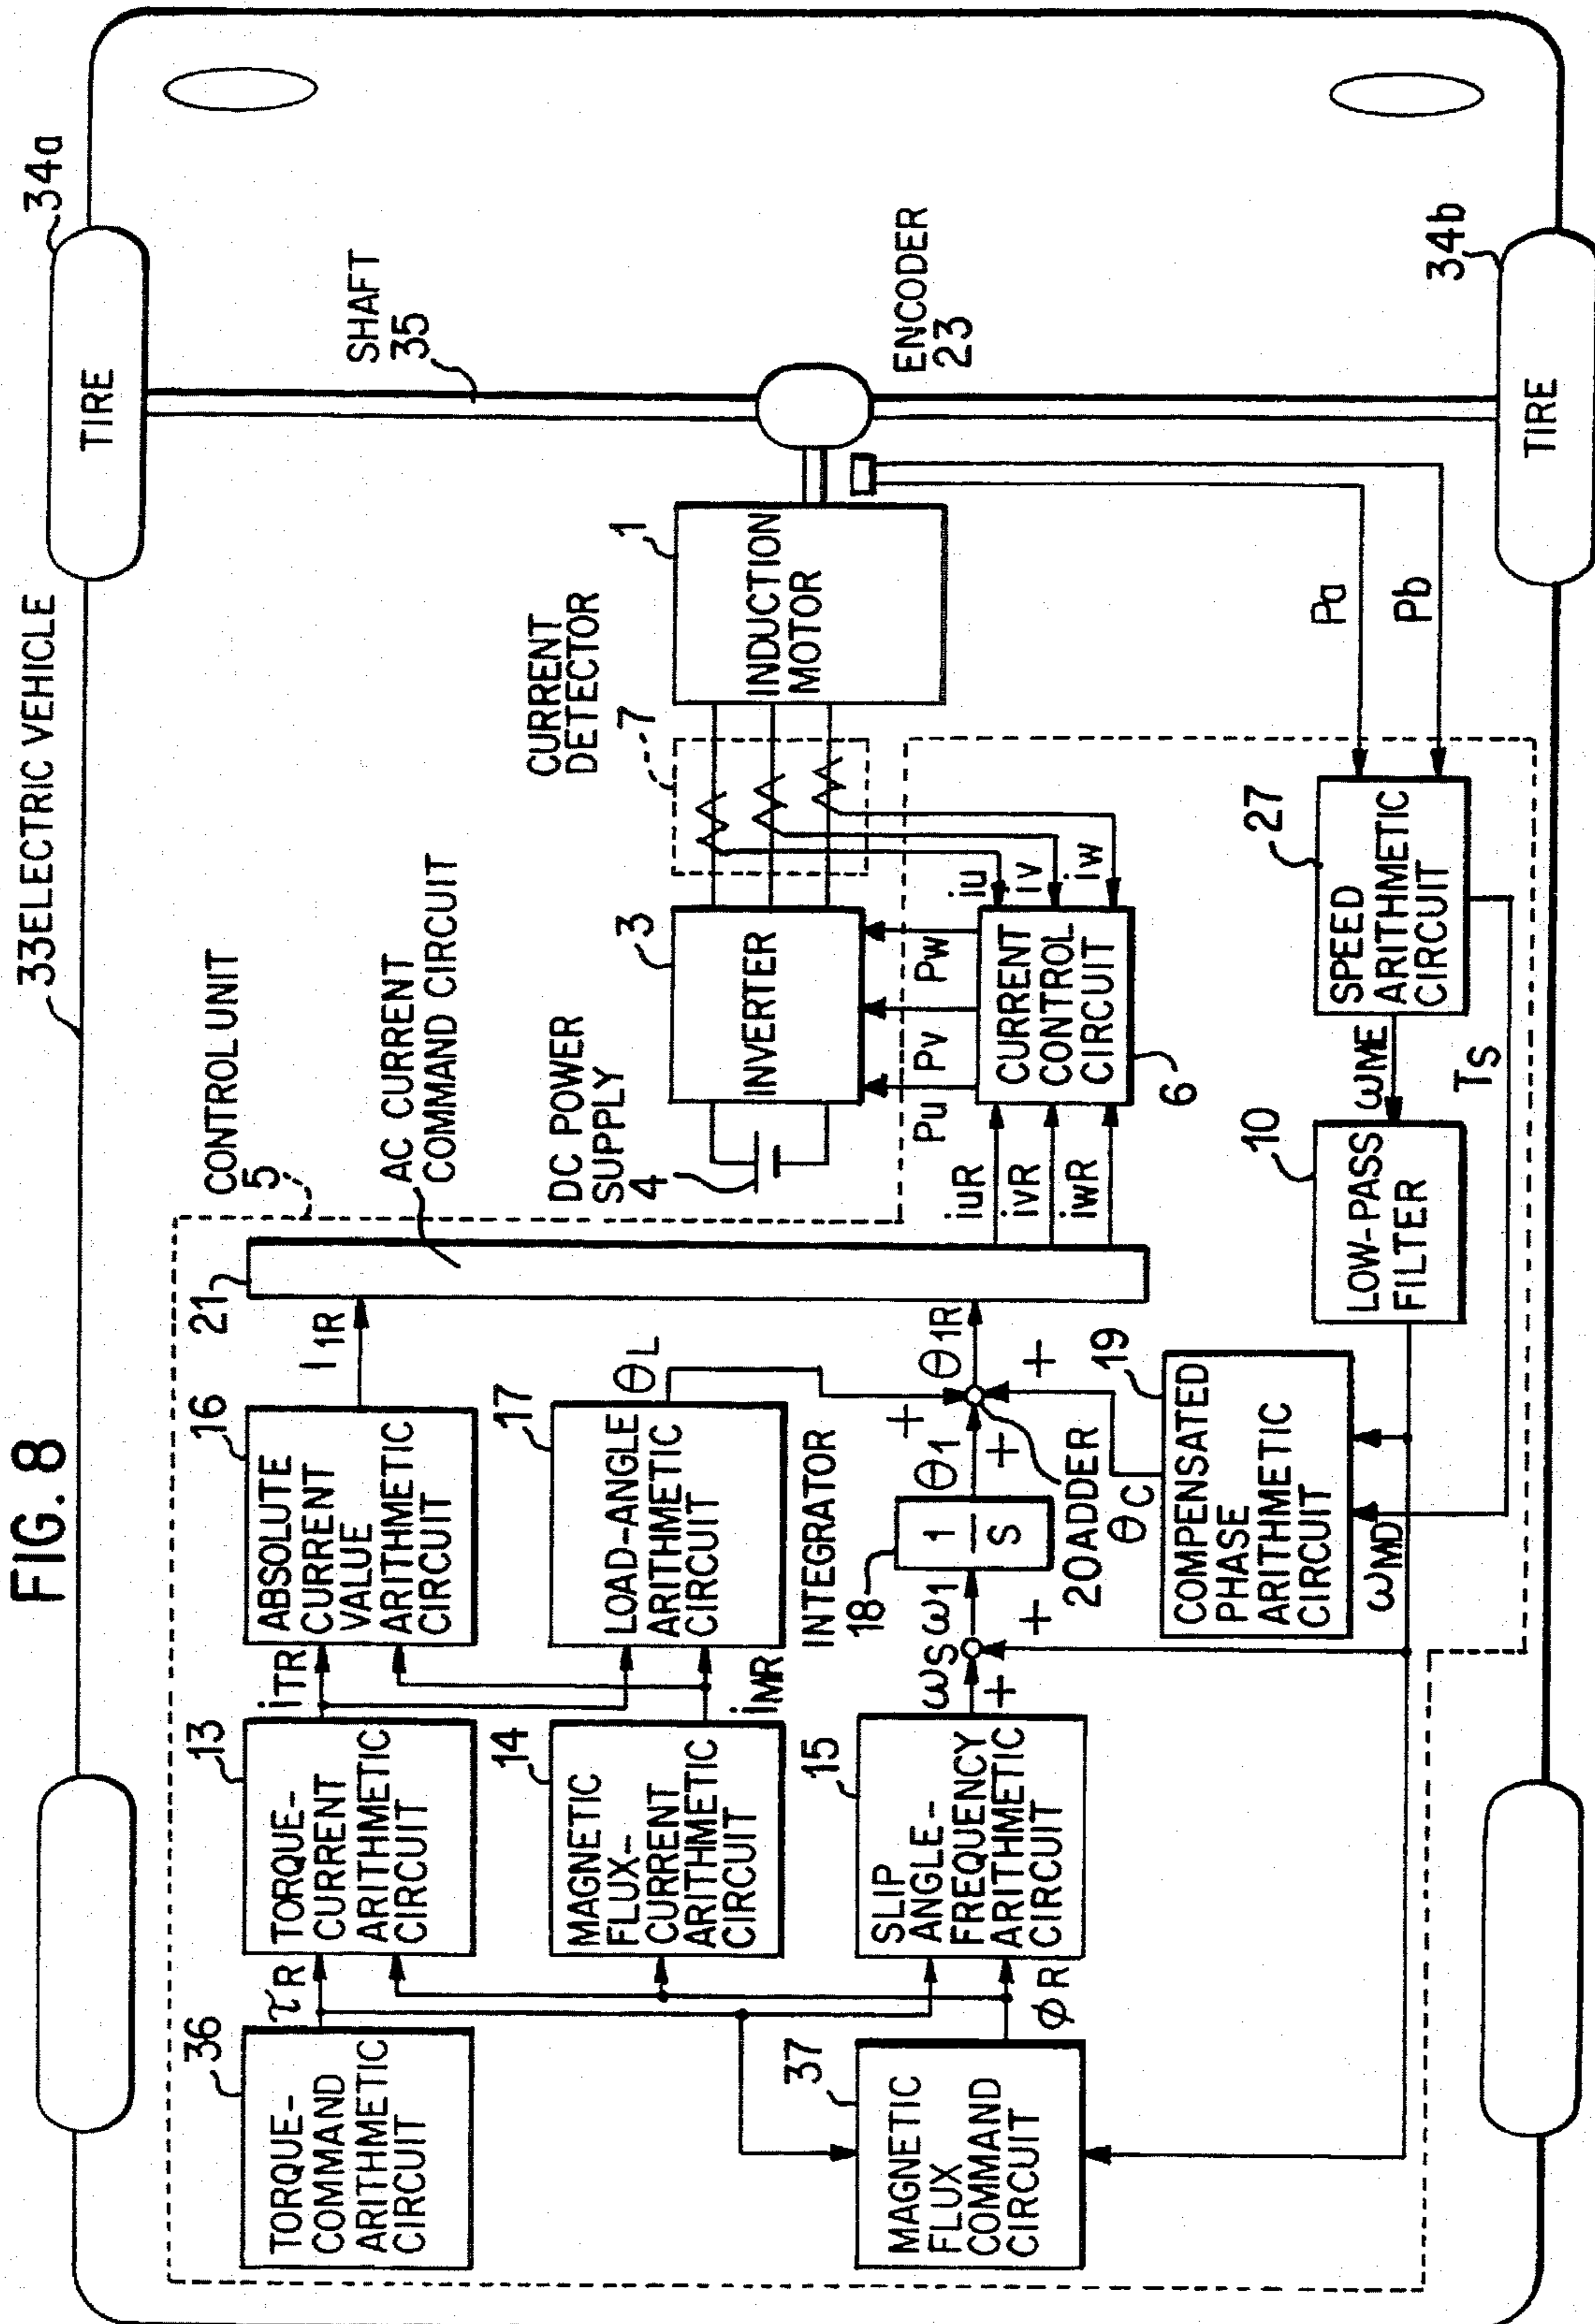 FIG. 8
33 ELECTRIC VEHICLE
34a
TIRE
SHAFT
35
ENCODER
23
34b
TIRE
CONTROL UNIT
5
AC CURRENT
COMMAND CIRCUIT
21
DC POWER
SUPPLY
4
3
INVERTER
CURRENT
DETECTOR
7
1
INDUCTION
MOTOR
36
TORQUE-
COMMAND
ARITHMETIC
CIRCUIT
τR
13
TORQUE-
CURRENT
ARITHMETIC
CIRCUIT
iTR
16
ABSOLUTE
CURRENT
VALUE
ARITHMETIC
CIRCUIT
I1R
14
MAGNETIC
FLUX-
CURRENT
ARITHMETIC
CIRCUIT
iMR
17
LOAD-ANGLE
ARITHMETIC
CIRCUIT
θL
37
MAGNETIC
FLUX
COMMAND
CIRCUIT
ØR
15
SLIP
ANGLE-
FREQUENCY
ARITHMETIC
CIRCUIT
ωS
+
+
ω1
INTEGRATOR
18
1
S
θ1
+
+
+
θ1R
20 ADDER
θC
19
COMPENSATED
PHASE
ARITHMETIC
CIRCUIT
ωMD
iuR
ivR
iwR
Pu
Pv
Pw
CURRENT
CONTROL
CIRCUIT
6
iu
iv
iw
10
LOW-PASS
FILTER
ωME
TS
27
SPEED
ARITHMETIC
CIRCUIT
Pa
Pb